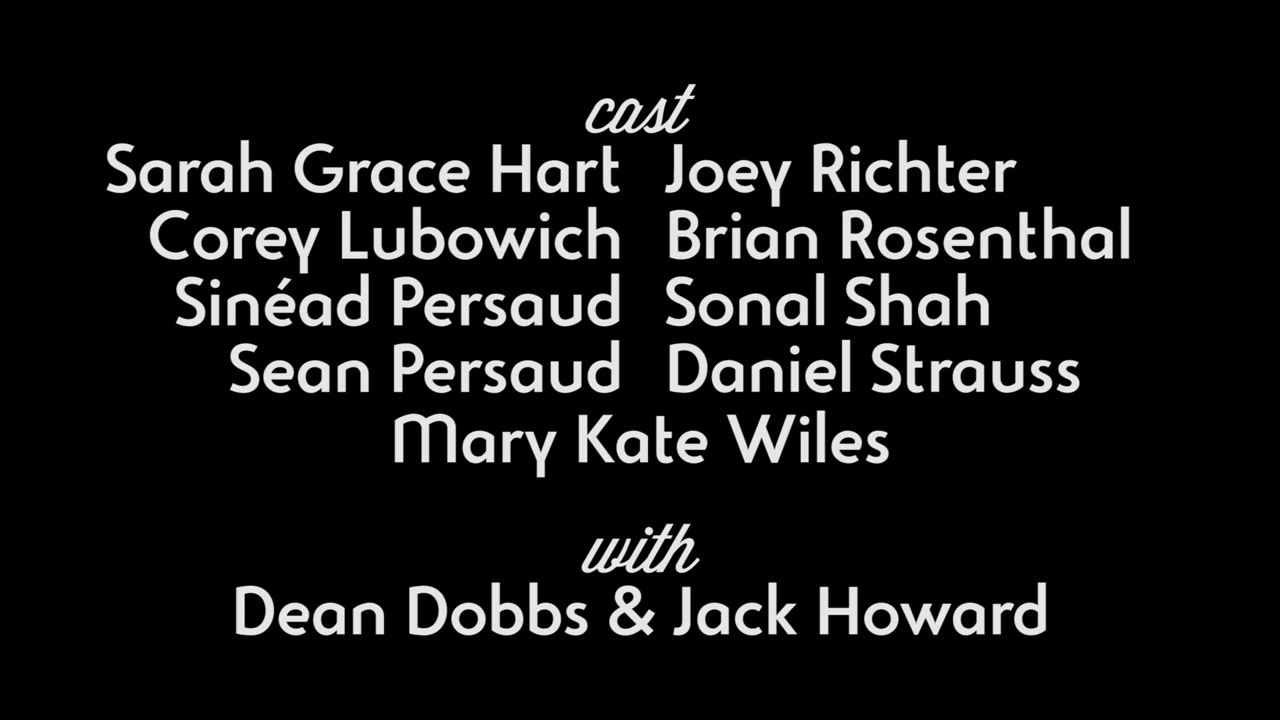 cast
Sarah Grace Hart Joey Richter
Corey Lubowich Brian Rosenthal
Sinéad Persaud Sonal Shah
Sean Persaud Daniel Strauss
Mary Kate Wiles
with
Dean Dobbs & Jack Howard